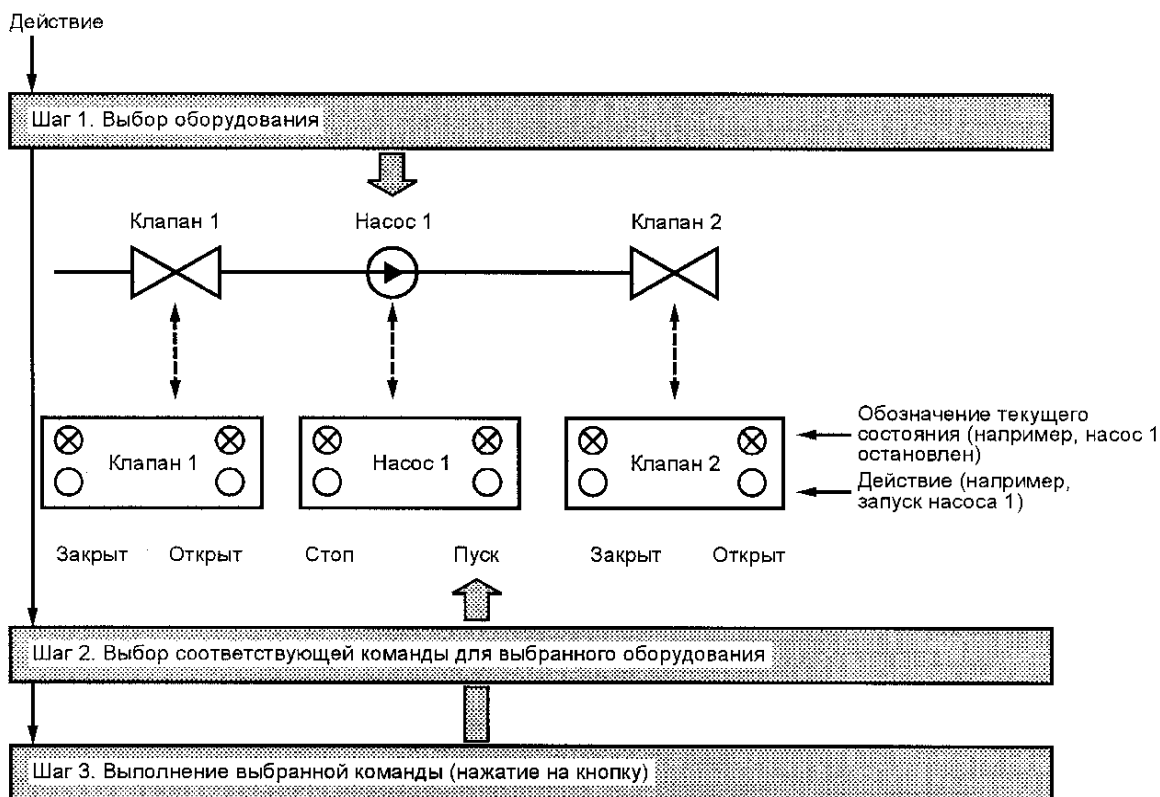 Действие
Шаг 1. Выбор оборудования
Клапан 1
Насос 1
Клапан 2
Клапан 1
Насос 1
Клапан 2
Обозначение текущего
состояния (например, насос 1
остановлен)
Действие (например,
запуск насоса 1)
Закрыт
Открыт
Стоп
Пуск
Закрыт
Открыт
Шаг 2. Выбор соответствующей команды для выбранного оборудования
Шаг 3. Выполнение выбранной команды (нажатие на кнопку)